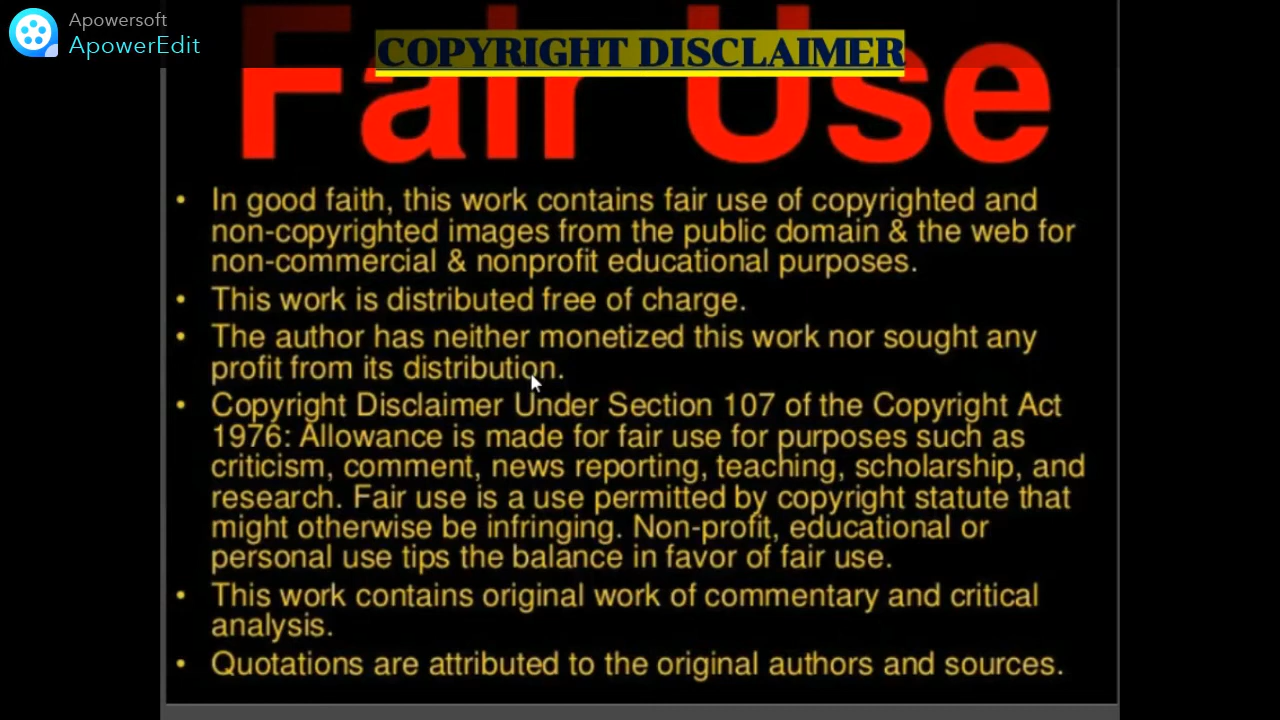 Apowersoft
ApowerEdit
Fair Use
COPYRIGHT DISCLAIMER
• In good faith, this work contains fair use of copyrighted and
non-copyrighted images from the public domain & the web for
non-commercial & nonprofit educational purposes.
• This work is distributed free of charge.
• The author has neither monetized this work nor sought any
profit from its distribution.
• Copyright Disclaimer Under Section 107 of the Copyright Act
1976: Allowance is made for fair use for purposes such as
criticism, comment, news reporting, teaching, scholarship, and
research. Fair use is a use permitted by copyright statute that
might otherwise be infringing. Non-profit, educational or
personal use tips the balance in favor of fair use.
• This work contains original work of commentary and critical
analysis.
• Quotations are attributed to the original authors and sources.